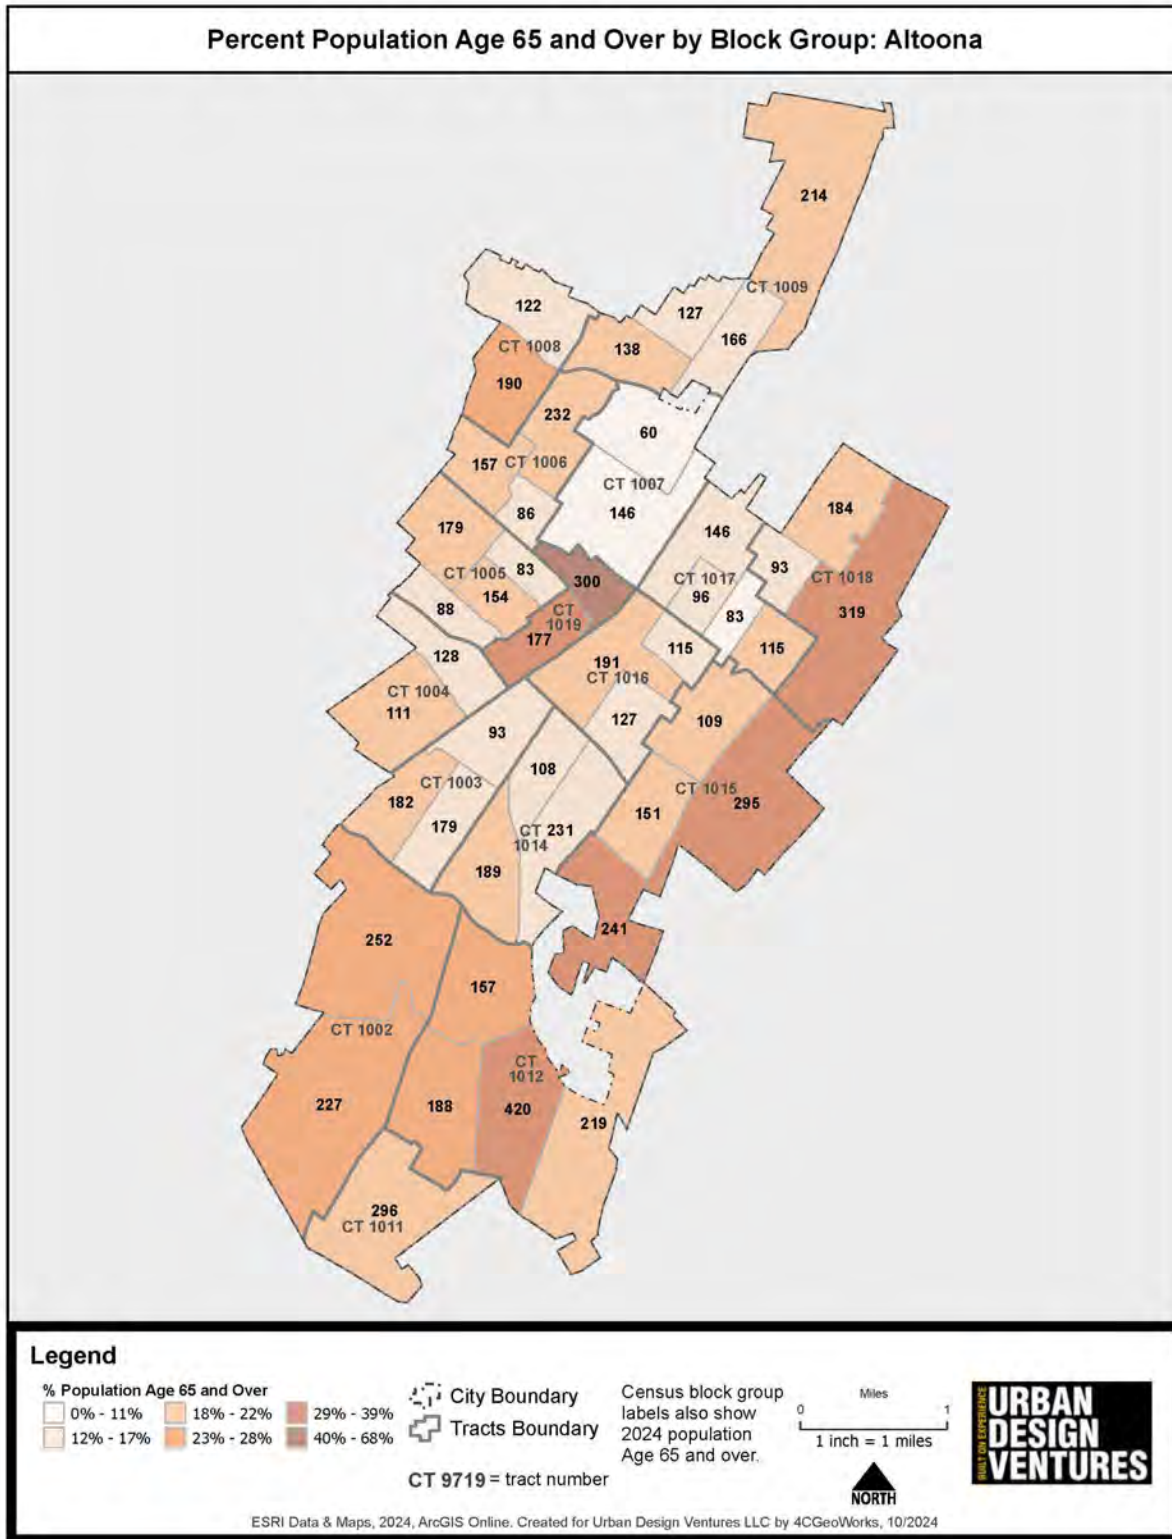 Percent Population Age 65 and Over by Block Group: Altoona
214
CT 1009
122
127
166
CT 1008
138
190
232
60
157
CT 1006
CT 1007
146
86
179
184
146
93
CT 1005
83
300
CT 1017
CT 1018
154
96
88
CT
1019
83
319
177
115
115
128
191
CT 1016
CT 1004
111
127
109
93
108
CT 1003
CT 1015
182
295
151
179
CT
1014
231
189
241
252
157
CT 1002
CT
1012
227
188
420
219
296
CT 1011
Legend
% Population Age 65 and Over
0% - 11%
18% - 22%
29% - 39%
12% - 17%
23% - 28%
40% - 68%
City Boundary
Tracts Boundary
CT 9719 = tract number
Census block group
labels also show
2024 population
Age 65 and over.
Miles
0 1
1 inch = 1 miles
NORTH
BUILT ON EXPERIENCE
URBAN
DESIGN
VENTURES
ESRI Data & Maps, 2024, ArcGIS Online. Created for Urban Design Ventures LLC by 4CGeoWorks, 10/2024